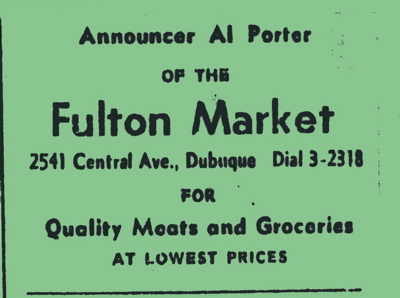 Announcer Al Porter
OF THE
Fulton Market
2541 Central Ave., Dubuque Dial 3-2318
FOR
Quality Meats and Groceries
AT LOWEST PRICES